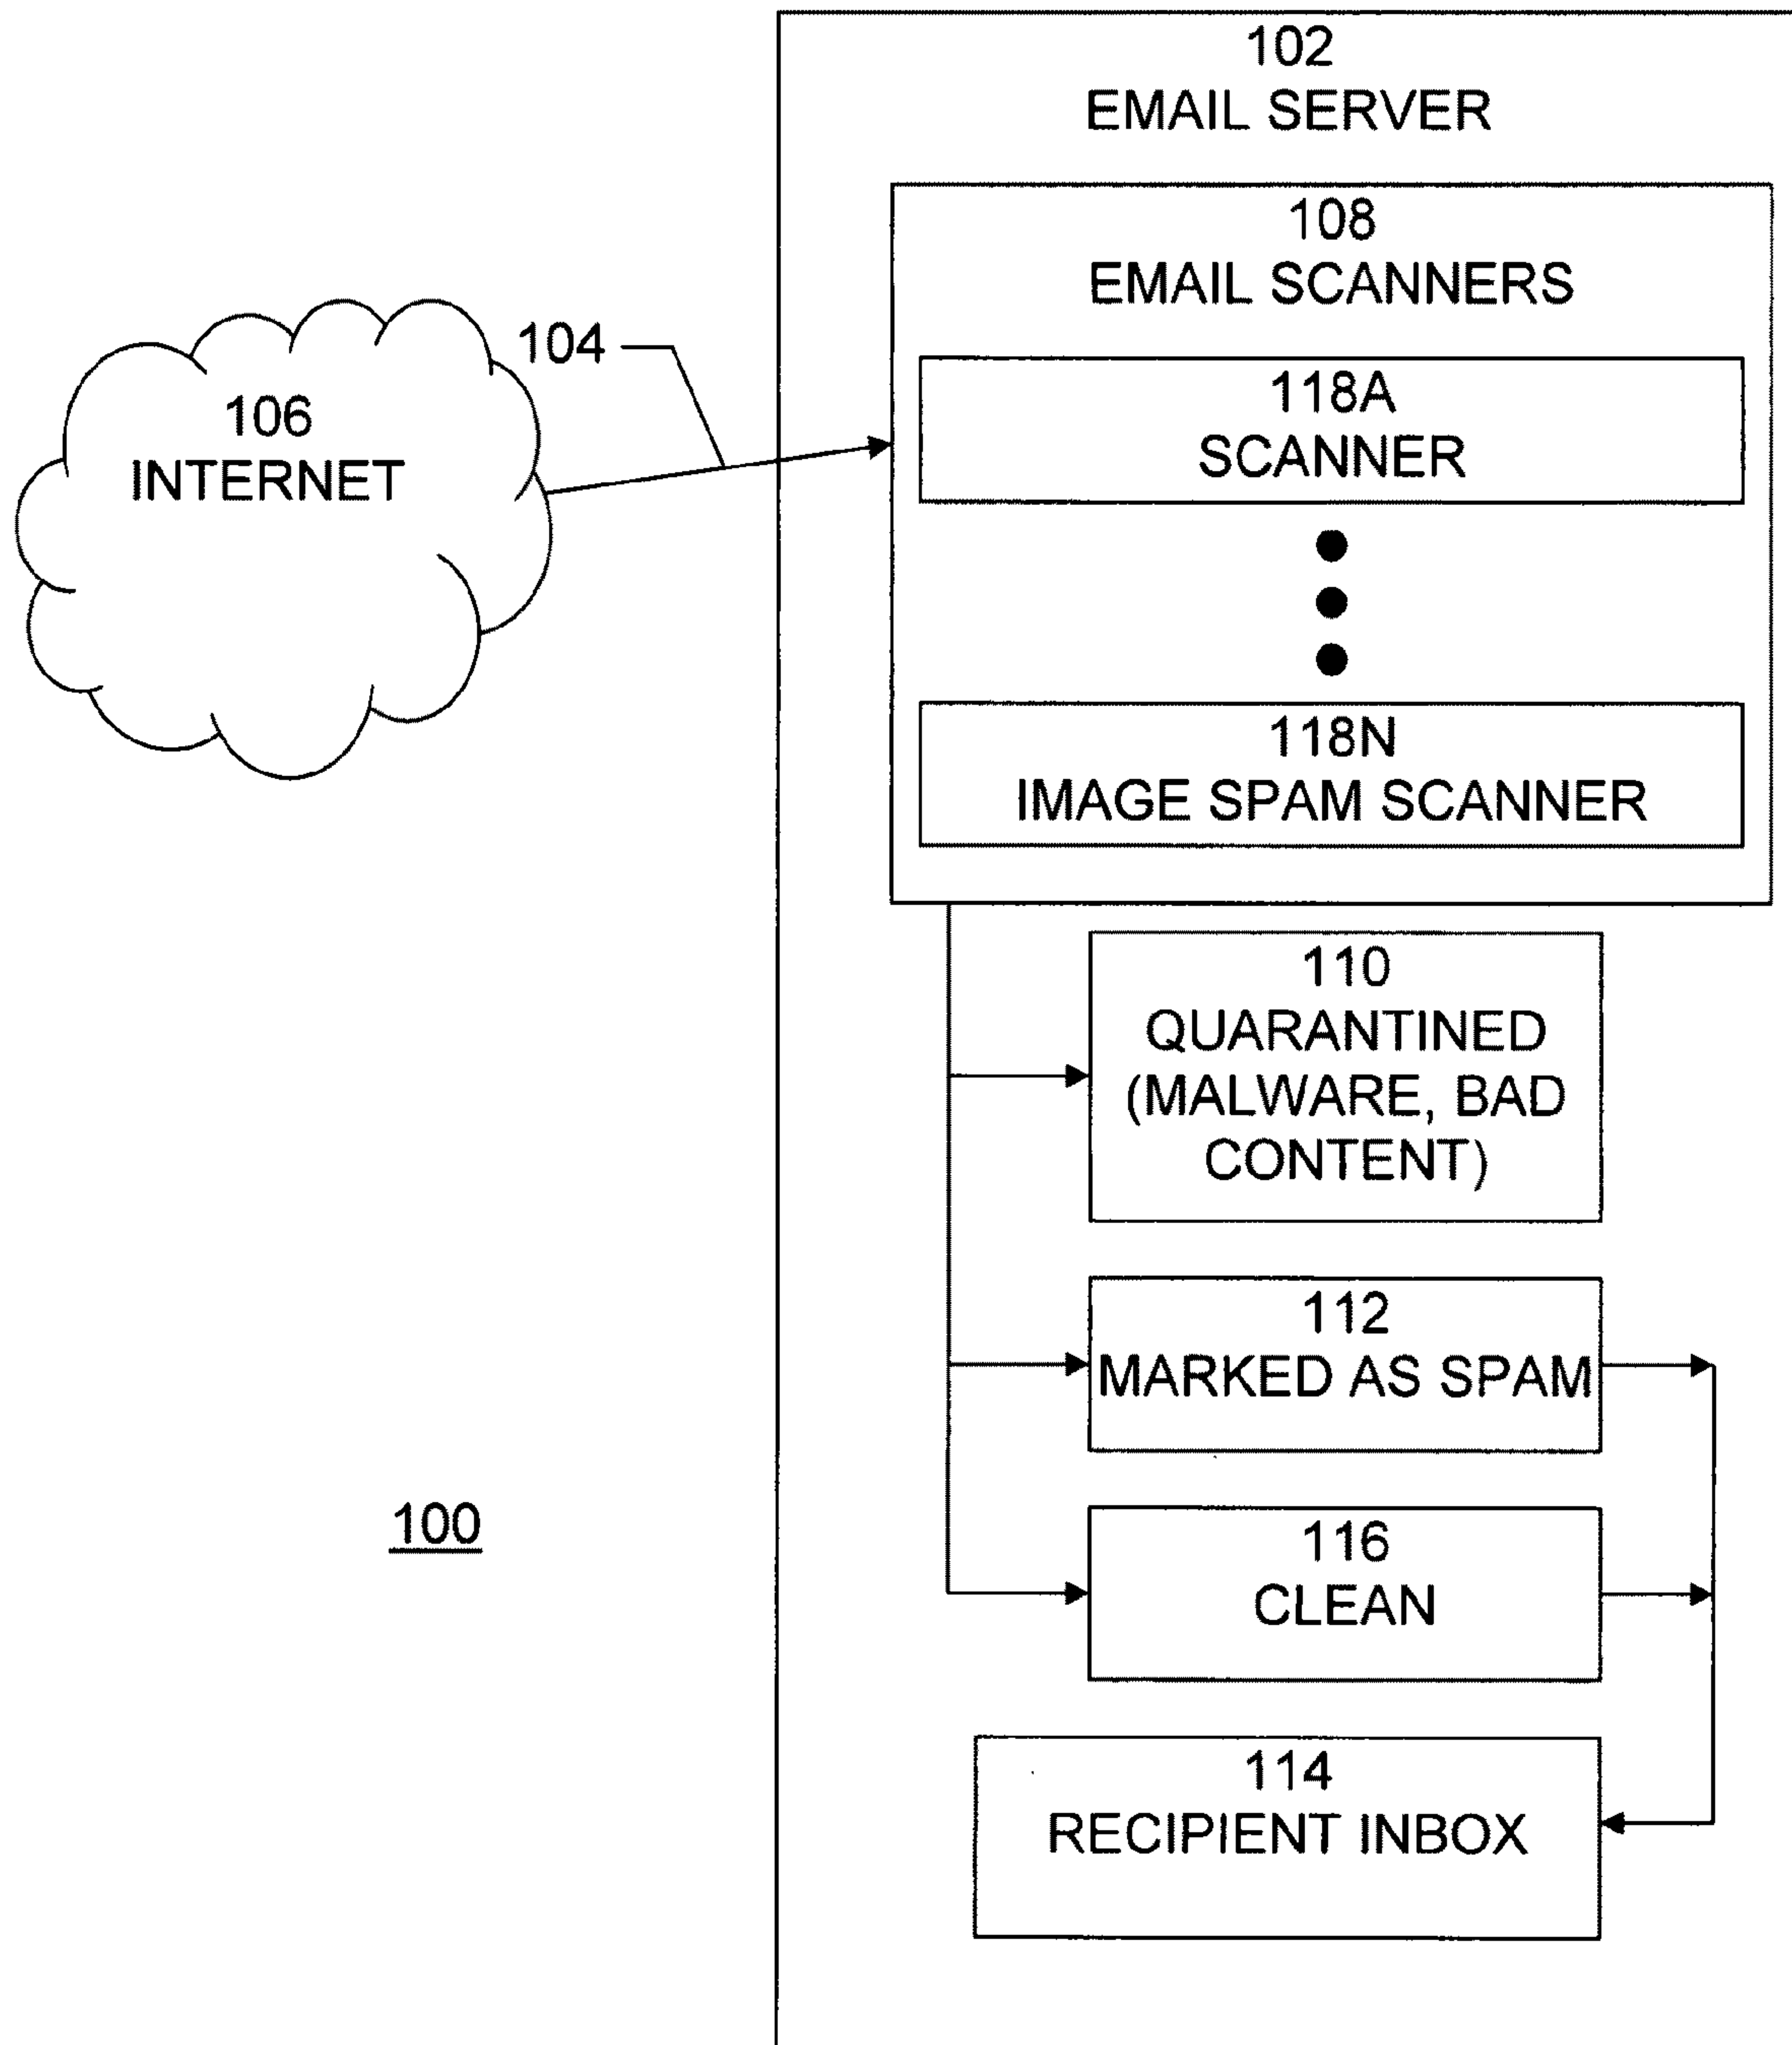 102
EMAIL SERVER
108
EMAIL SCANNERS
104
106
INTERNET
118A
SCANNER
118N
IMAGE SPAM SCANNER
110
QUARANTINED
(MALWARE, BAD
CONTENT)
112
MARKED AS SPAM
100
116
CLEAN
114
RECIPIENT INBOX